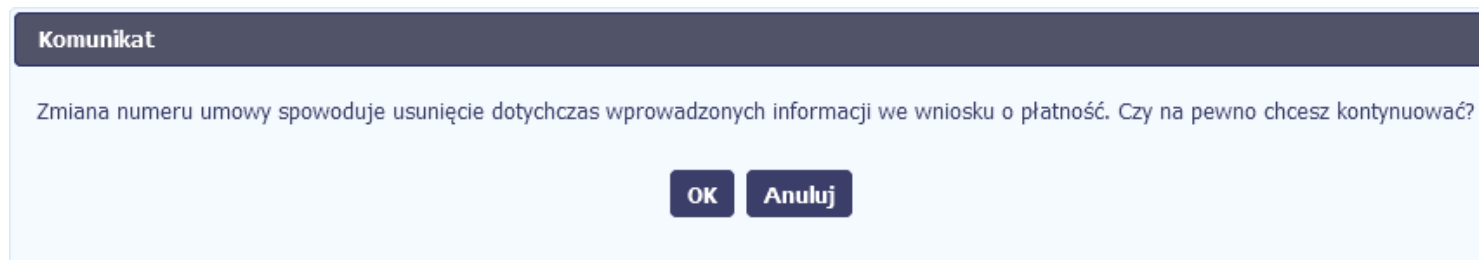 Komunikat
Zmiana numeru umowy spowoduje usunięcie dotychczas wprowadzonych informacji we wniosku o płatność. Czy na pewno chcesz kontynuować?
OK Anuluj